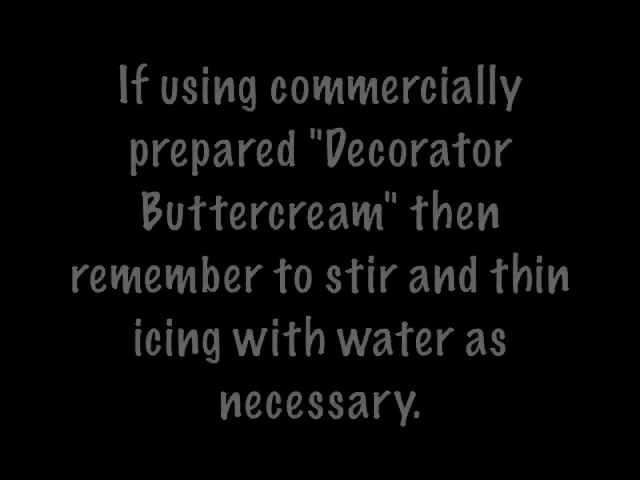 If using commercially
prepared "Decorator
Buttercream" then
remember to stir and thin
icing with water as
necessary.